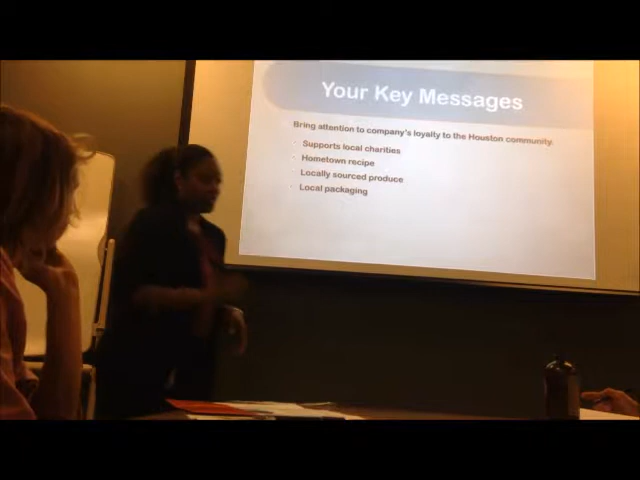 Your Key Messages
Bring attention to company's loyalty to the Houston community.
· Supports local charities
· Hometown recipe
· Locally sourced produce
· Local packaging